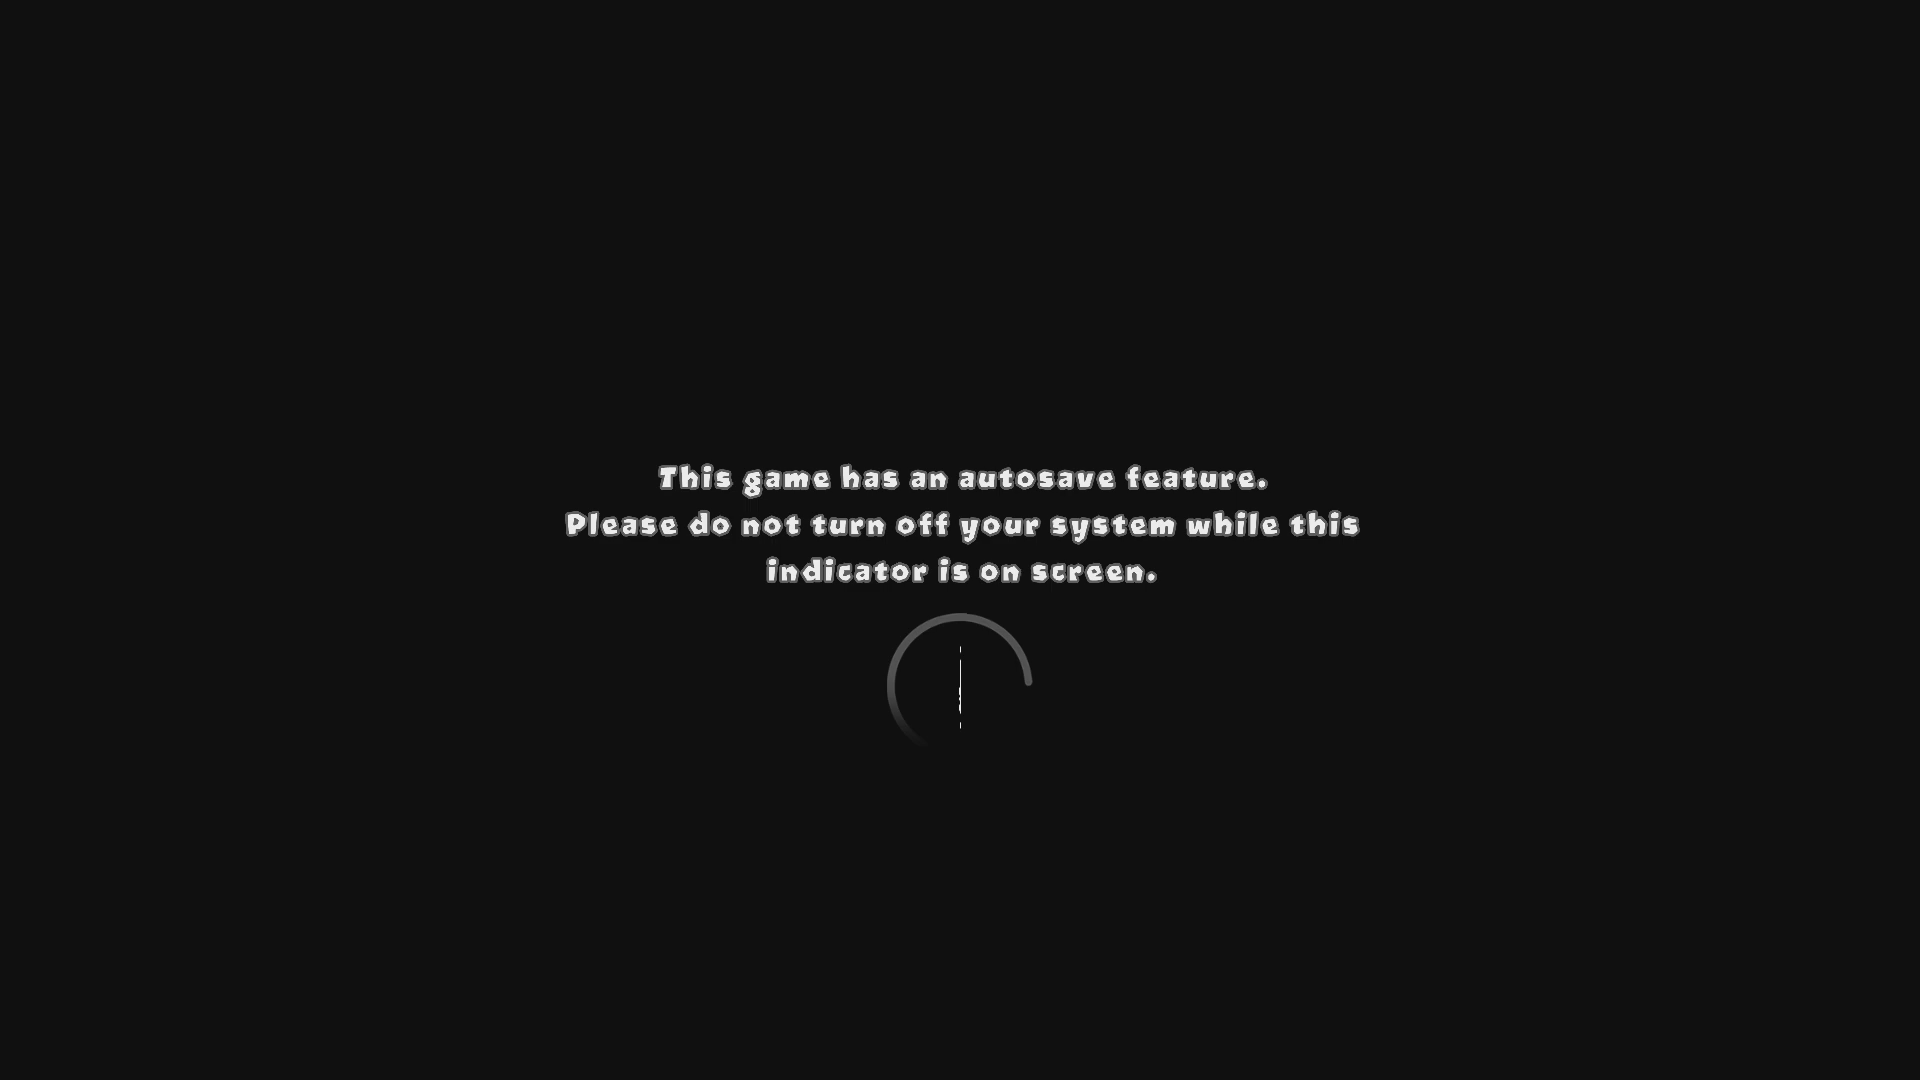 This game has an autosave feature.
Please do not turn off your system while this
indicator is on screen.